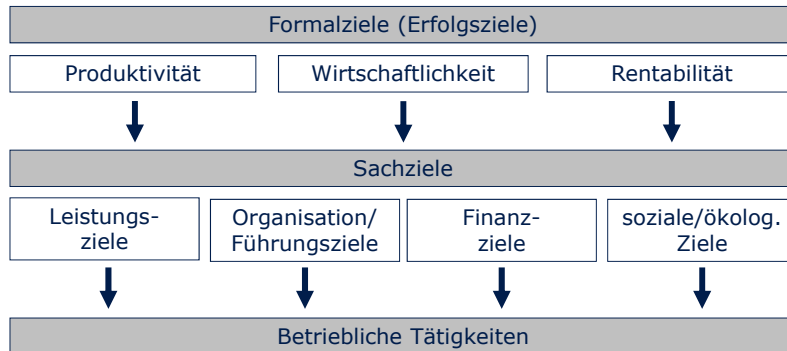 Formalziele (Erfolgsziele)
Produktivität
Wirtschaftlichkeit
Rentabilität
Sachziele
Leistungs-
ziele
Organisation/
Führungsziele
Finanz-
ziele
soziale/ökolog.
Ziele
Betriebliche Tätigkeiten